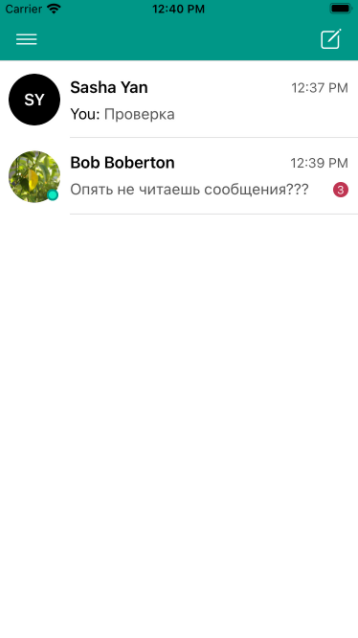 Carrier 12:40 PM
SY Sasha Yan 12:37 PM
You: Проверка
Bob Boberton 12:39 PM
Опять не читаешь сообщения??? 3